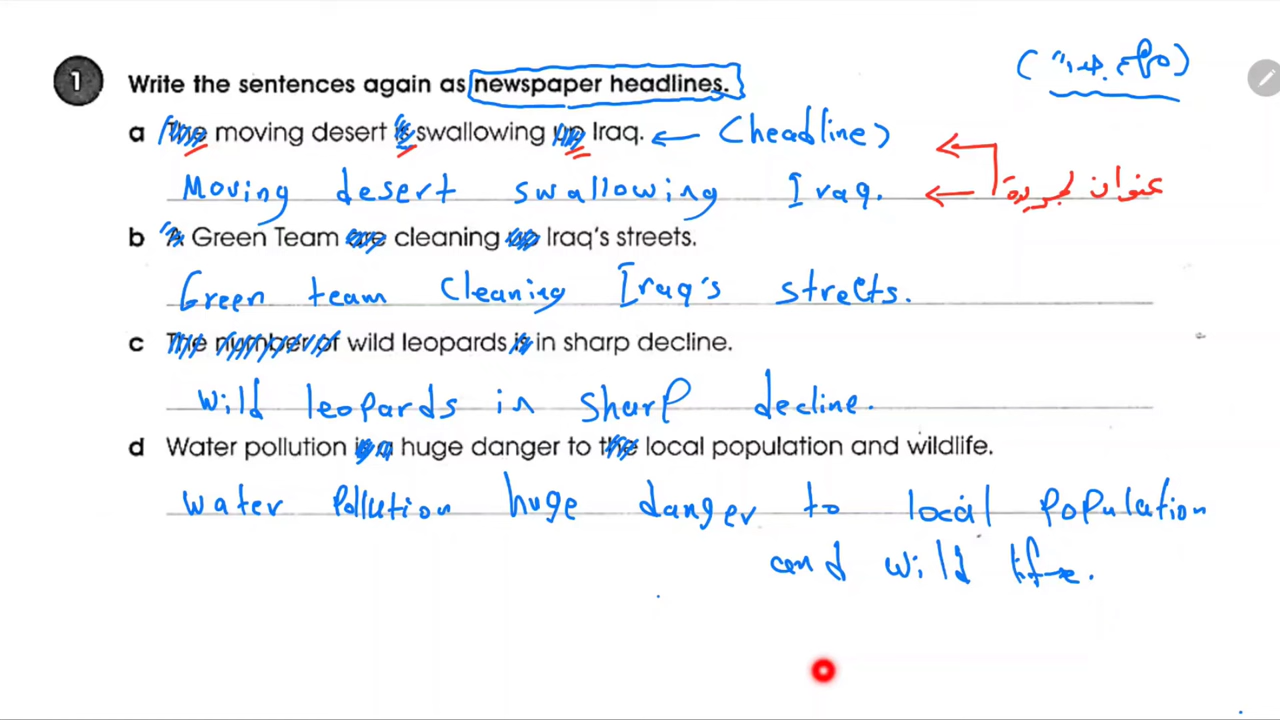 1 Write the sentences again as newspaper headlines.
a The moving desert is swallowing up Iraq. ← (headline)
Moving desert swallowing Iraq.
عنوان لجريدة
b A Green Team are cleaning up Iraq's streets.
Green team cleaning Iraq's streets.
c The number of wild leopards is in sharp decline.
wild leopards in sharp decline.
d Water pollution is a huge danger to the local population and wildlife.
water pollution huge danger to local population
and wild life.